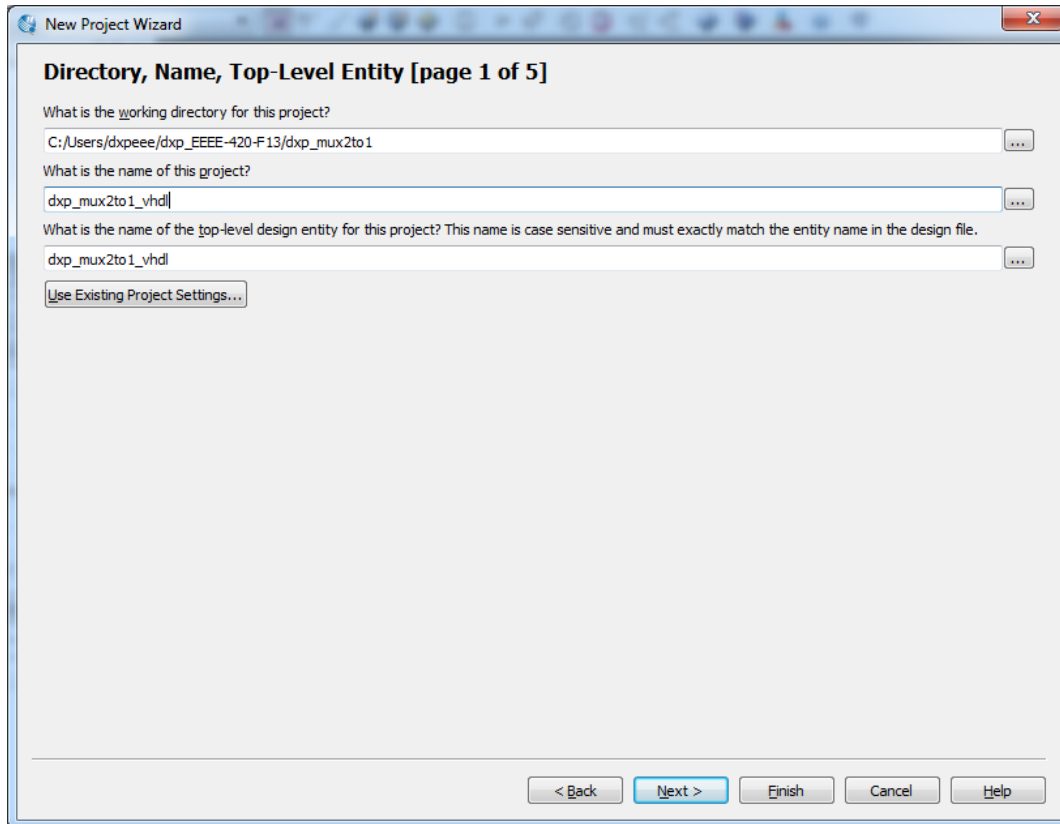 New Project Wizard
Directory, Name, Top-Level Entity [page 1 of 5]
What is the working directory for this project?
C:/Users/dxpeee/dxp_EEEE-420-F13/dxp_mux2to1
...
What is the name of this project?
dxp_mux2to1_vhdl
...
What is the name of the top-level design entity for this project? This name is case sensitive and must exactly match the entity name in the design file.
dxp_mux2to1_vhdl
...
Use Existing Project Settings...
< Back Next > Finish Cancel Help